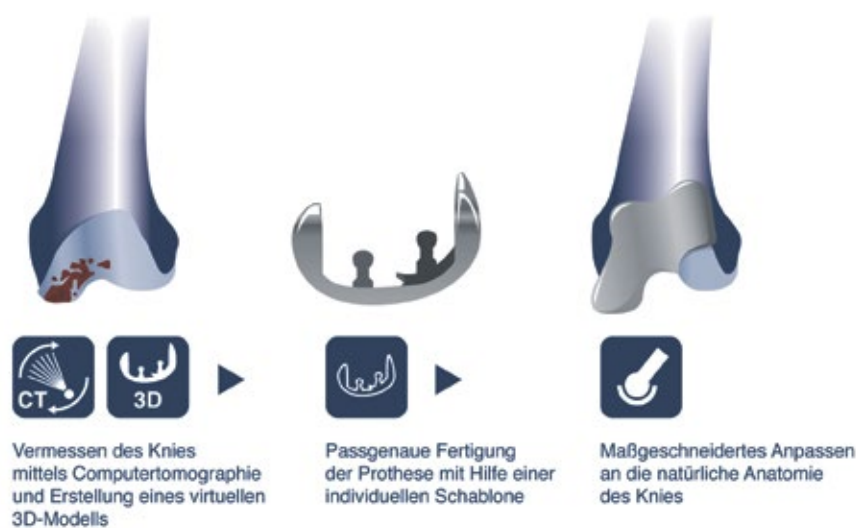 CT
3D
Vermessen des Knies
mittels Computertomographie
und Erstellung eines virtuellen
3D-Modells
Passgenaue Fertigung
der Prothese mit Hilfe einer
individuellen Schablone
Maßgeschneidertes Anpassen
an die natürliche Anatomie
des Knies